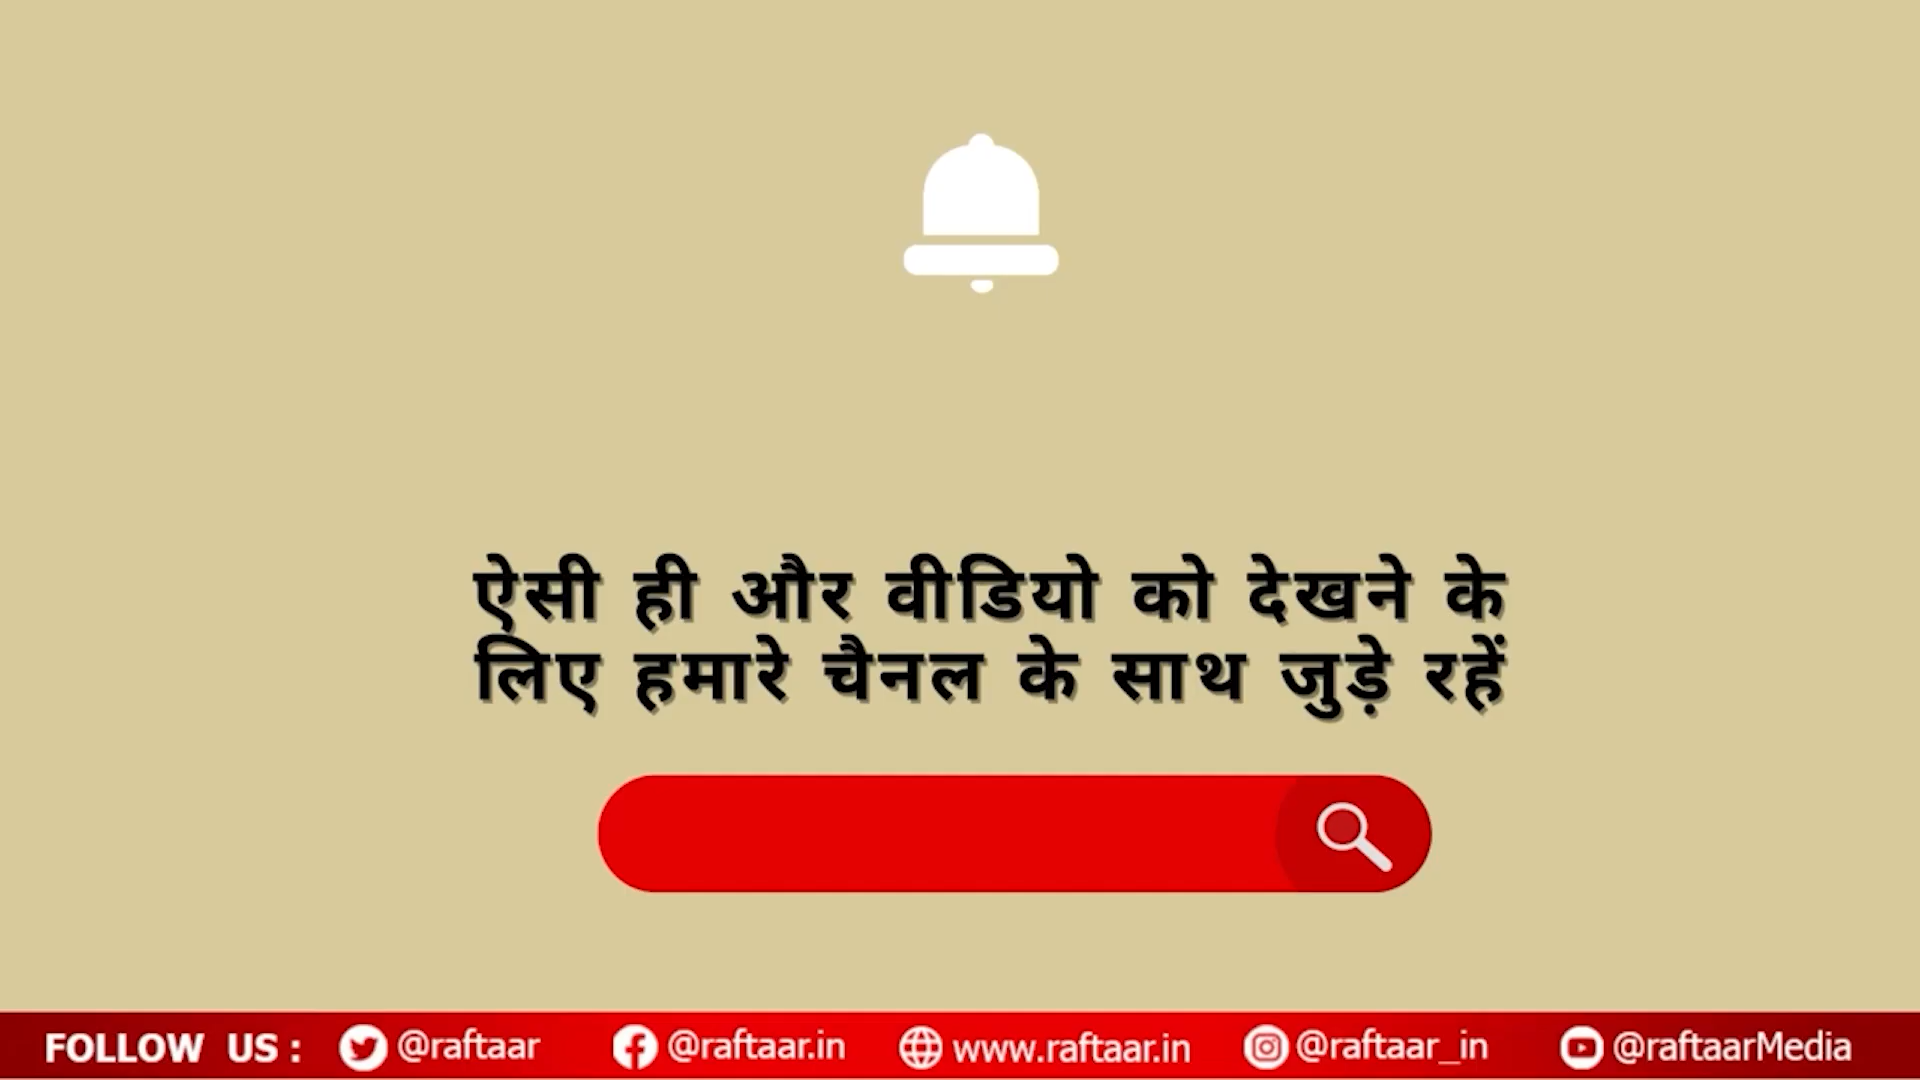 ऐसी ही और वीडियो को देखने के
लिए हमारे चैनल के साथ जुड़े रहें
FOLLOW US : @raftaar @raftaar.in www.raftaar.in @raftaar_in @raftaarMedia